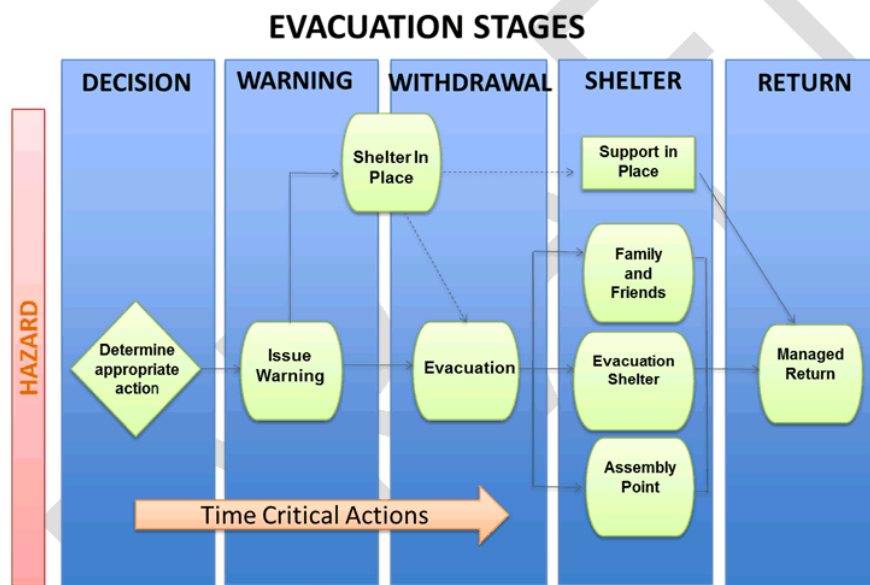 EVACUATION STAGES
DECISION
WARNING
WITHDRAWAL
SHELTER
RETURN
HAZARD
Shelter In
Place
Support in
Place
Family
and
Friends
Determine
appropriate
action
Issue
Warning
Evacuation
Evacuation
Shelter
Managed
Return
Assembly
Point
Time Critical Actions